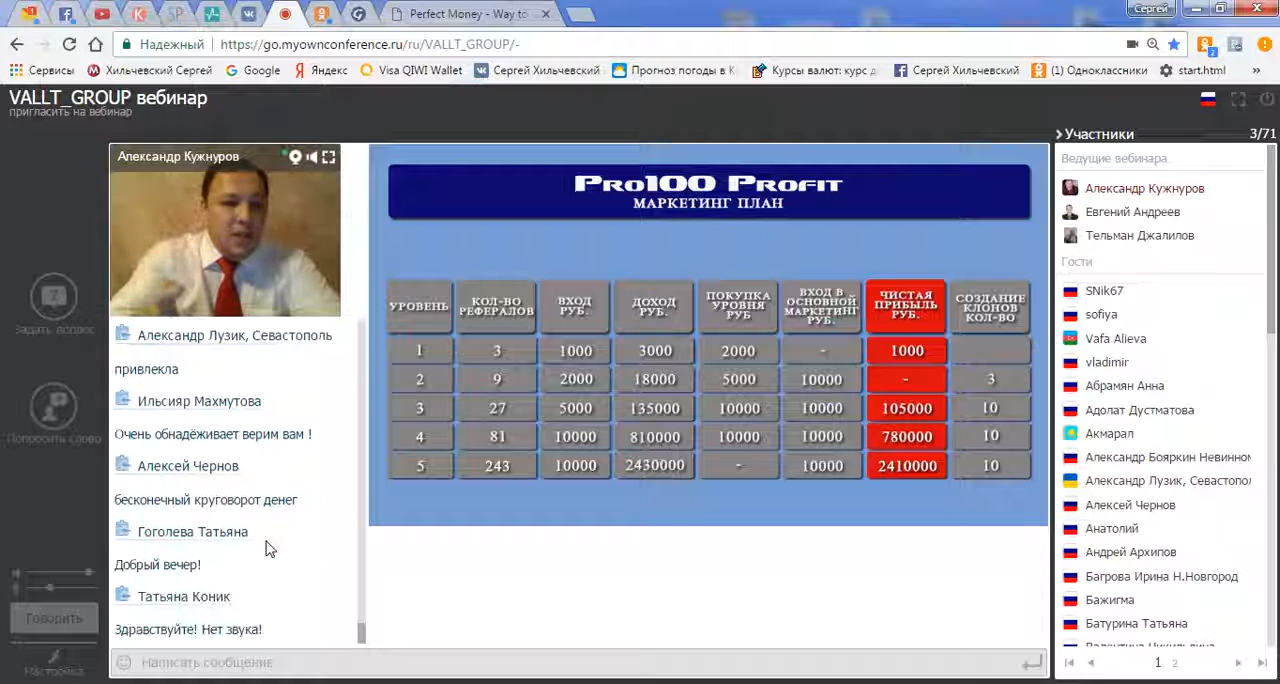 Perfect Money - Way to
Сергей
Надежный
https://go.myownconference.ru/ru/VALLT_GROUP/-
Сервисы
Хильчевский Сергей
Google
Яндекс
Visa QIWI Wallet
Сергей Хильчевский
Прогноз погоды в К
Курсы валют: курс д
Сергей Хильчевский
(1) Одноклассники
start.html
VALLT_GROUP вебинар
пригласить на вебинар
Задать вопрос
Попросить слово
Говорить
Настройка
Александр Кужнуров
Александр Лузик, Севастополь
привлекла
Ильсияр Махмутова
Очень обнадёживает верим вам !
Алексей Чернов
бесконечный круговорот денег
Гоголева Татьяна
Добрый вечер!
Татьяна Коник
Здравствуйте! Нет звука!
Написать сообщение
Pro100 Profit
МАРКЕТИНГ ПЛАН
УРОВЕНЬ
КОЛ-ВО
РЕФЕРАЛОВ
ВХОД
РУБ.
ДОХОД
РУБ.
ПОКУПКА
УРОВНЯ
РУБ
ВХОД В
ОСНОВНОЙ
МАРКЕТИНГ
РУБ.
ЧИСТАЯ
ПРИБЫЛЬ
РУБ.
СОЗДАНИЕ
КЛОНОВ
КОЛ-ВО
1 3 1000 3000 2000 - 1000
2 9 2000 18000 5000 10000 - 3
3 27 5000 135000 10000 10000 105000 10
4 81 10000 810000 10000 10000 780000 10
5 243 10000 2430000 - 10000 2410000 10
Участники 3/71
Ведущие вебинара
Александр Кужнуров
Евгений Андреев
Тельман Джалилов
Гости
SNik67
sofiya
Vafa Alieva
vladimir
Абрамян Анна
Адолат Дустматова
Акмарал
Александр Бояркин Невинном
Александр Лузик, Севастопол
Алексей Чернов
Анатолий
Андрей Архипов
Багрова Ирина Н.Новгород
Бажигма
Батурина Татьяна
1 2